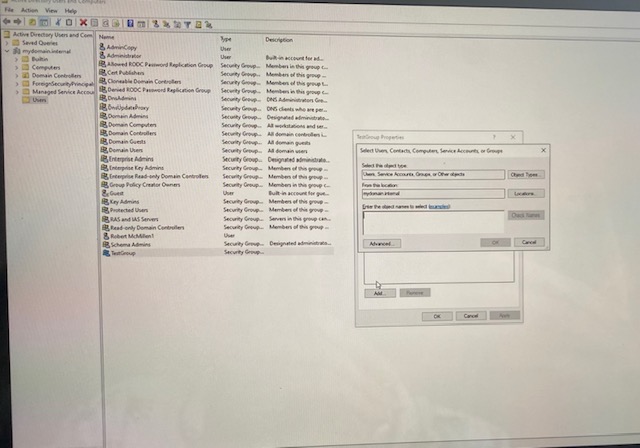 Active Directory Users and Computers
File Action View Help
Active Directory Users and Com
Saved Queries
mydomain.internal
Builtin
Computers
Domain Controllers
ForeignSecurityPrincipal
Managed Service Accou
Users
Name Type Description
AdminCopy User
Administrator User Built-in account for ad...
Allowed RODC Password Replication Group Security Group... Members in this group c...
Cert Publishers Security Group... Members of this group ...
Cloneable Domain Controllers Security Group... Members of this group t...
Denied RODC Password Replication Group Security Group... Members in this group c...
DnsAdmins Security Group... DNS Administrators Gro...
DnsUpdateProxy Security Group... DNS clients who are per...
Domain Admins Security Group... Designated administrato...
Domain Computers Security Group... All workstations and ser...
Domain Controllers Security Group... All domain controllers i...
Domain Guests Security Group... All domain guests
Domain Users Security Group... All domain users
Enterprise Admins Security Group... Designated administrato...
Enterprise Key Admins Security Group... Members of this group ...
Enterprise Read-only Domain Controllers Security Group... Members of this group ...
Group Policy Creator Owners Security Group... Members in this group c...
Guest User Built-in account for gue...
Key Admins Security Group... Members of this group ...
Protected Users Security Group... Members of this group ...
RAS and IAS Servers Security Group... Servers in this group can...
Read-only Domain Controllers Security Group... Members of this group ...
Robert McMillen1 User
Schema Admins Security Group... Designated administrato...
TestGroup Security Group...
TestGroup Properties ? ×
Select Users, Contacts, Computers, Service Accounts, or Groups ×
Select this object type:
Users, Service Accounts, Groups, or Other objects Object Types...
From this location:
mydomain.internal Locations...
Enter the object names to select (examples):
Check Names
Advanced... OK Cancel
Add... Remove
OK Cancel Apply